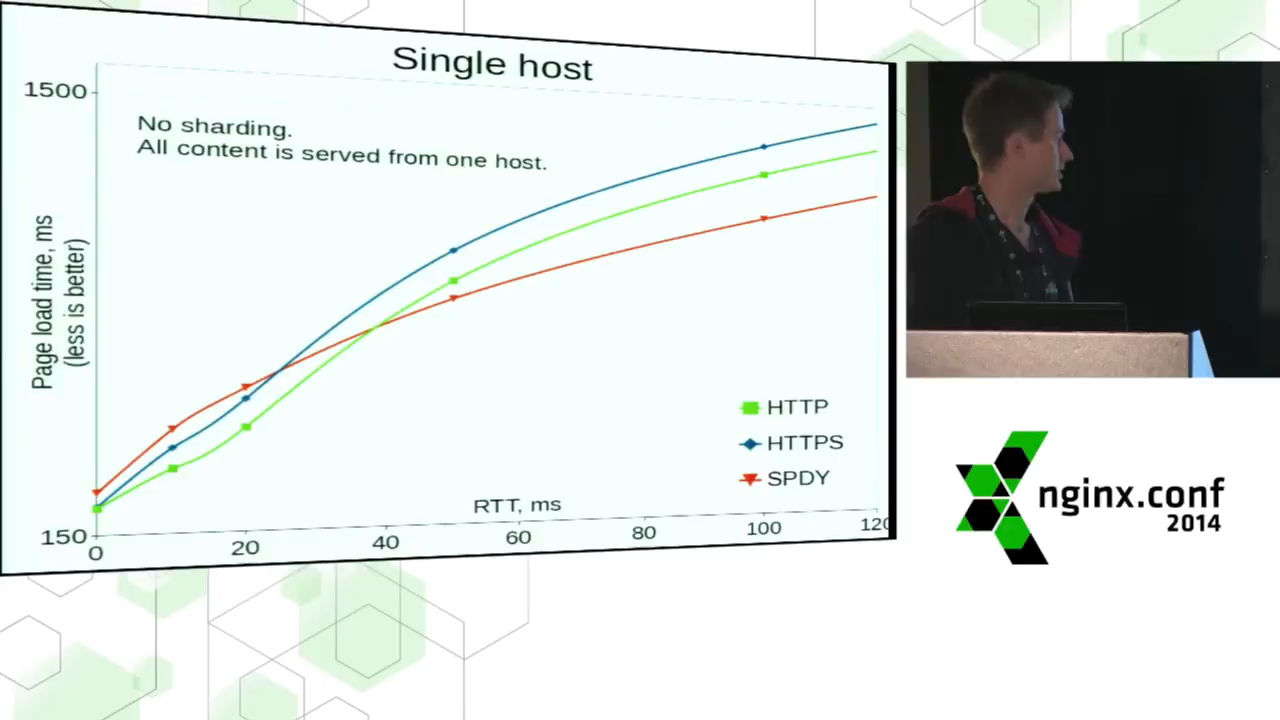 Single host
1500
No sharding.
All content is served from one host.
Page load time, ms
(less is better)
HTTP
HTTPS
SPDY
RTT, ms
150
0
20
40
60
80
100
120
nginx.conf
2014